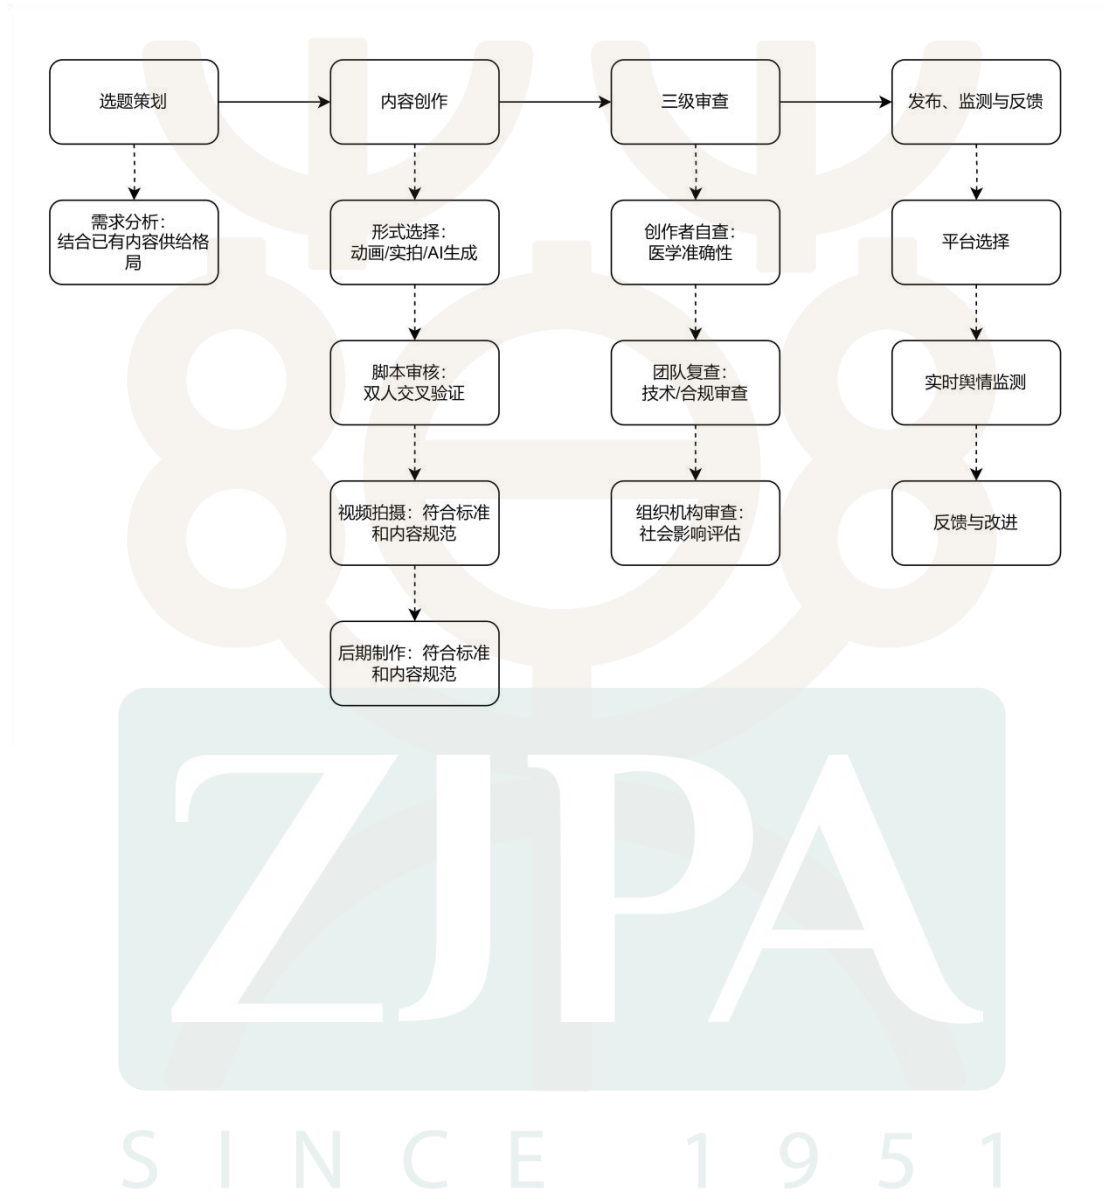 选题策划
内容创作
三级审查
发布、监测与反馈
需求分析：
结合已有内容供给格
局
形式选择：
动画/实拍/AI生成
创作者自查：
医学准确性
平台选择
脚本审核：
双人交叉验证
团队复查：
技术/合规审查
实时舆情监测
视频拍摄：符合标准
和内容规范
组织机构审查：
社会影响评估
反馈与改进
后期制作：符合标准
和内容规范
ZJPA
SINCE 1951